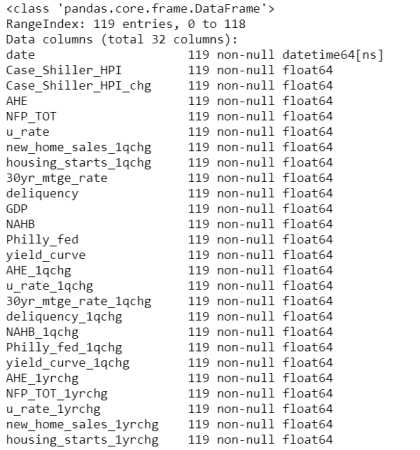 <class 'pandas.core.frame.DataFrame'>
RangeIndex: 119 entries, 0 to 118
Data columns (total 32 columns):
date 119 non-null datetime64[ns]
Case_Shiller_HPI 119 non-null float64
Case_Shiller_HPI_chg 119 non-null float64
AHE 119 non-null float64
NFP_TOT 119 non-null float64
u_rate 119 non-null float64
new_home_sales_1qchg 119 non-null float64
housing_starts_1qchg 119 non-null float64
30yr_mtge_rate 119 non-null float64
deliquency 119 non-null float64
GDP 119 non-null float64
NAHB 119 non-null float64
Philly_fed 119 non-null float64
yield_curve 119 non-null float64
AHE_1qchg 119 non-null float64
u_rate_1qchg 119 non-null float64
30yr_mtge_rate_1qchg 119 non-null float64
deliquency_1qchg 119 non-null float64
NAHB_1qchg 119 non-null float64
Philly_fed_1qchg 119 non-null float64
yield_curve_1qchg 119 non-null float64
AHE_1yrchg 119 non-null float64
NFP_TOT_1yrchg 119 non-null float64
u_rate_1yrchg 119 non-null float64
new_home_sales_1yrchg 119 non-null float64
housing_starts_1yrchg 119 non-null float64